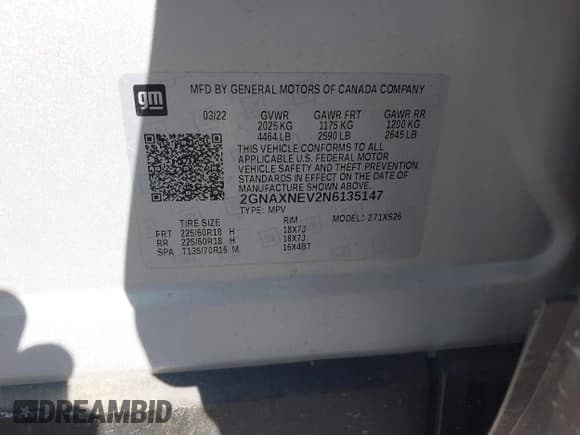 gm
MFD BY GENERAL MOTORS OF CANADA COMPANY
03/22 GVWR GAWR FRT GAWR RR
2025 KG 1175 KG 1200 KG
4464 LB 2590 LB 2645 LB
THIS VEHICLE CONFORMS TO ALL
APPLICABLE U.S. FEDERAL MOTOR
VEHICLE SAFETY AND THEFT PREVENTION
STANDARDS IN EFFECT ON THE DATE OF
MANUFACTURE SHOWN ABOVE.
2GNAXNEV2N6135147
TYPE: MPV MODEL: 271XS26
TIRE SIZE RIM
FRT 225/60R18 H 18X7J
RR 225/60R18 H 18X7J
SPA T135/70R16 M 16X4BT
DREAMBID